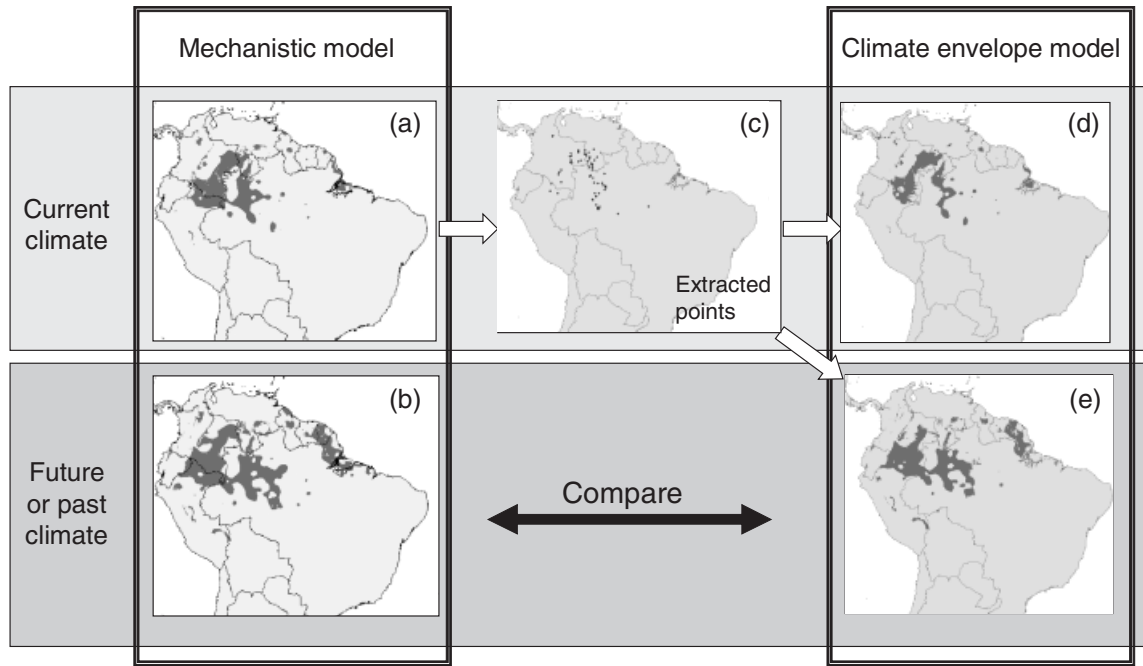 Mechanistic model
Climate envelope model
(a)
(c)
(d)
Current
climate
Extracted
points
(b)
(e)
Future
or past
climate
Compare